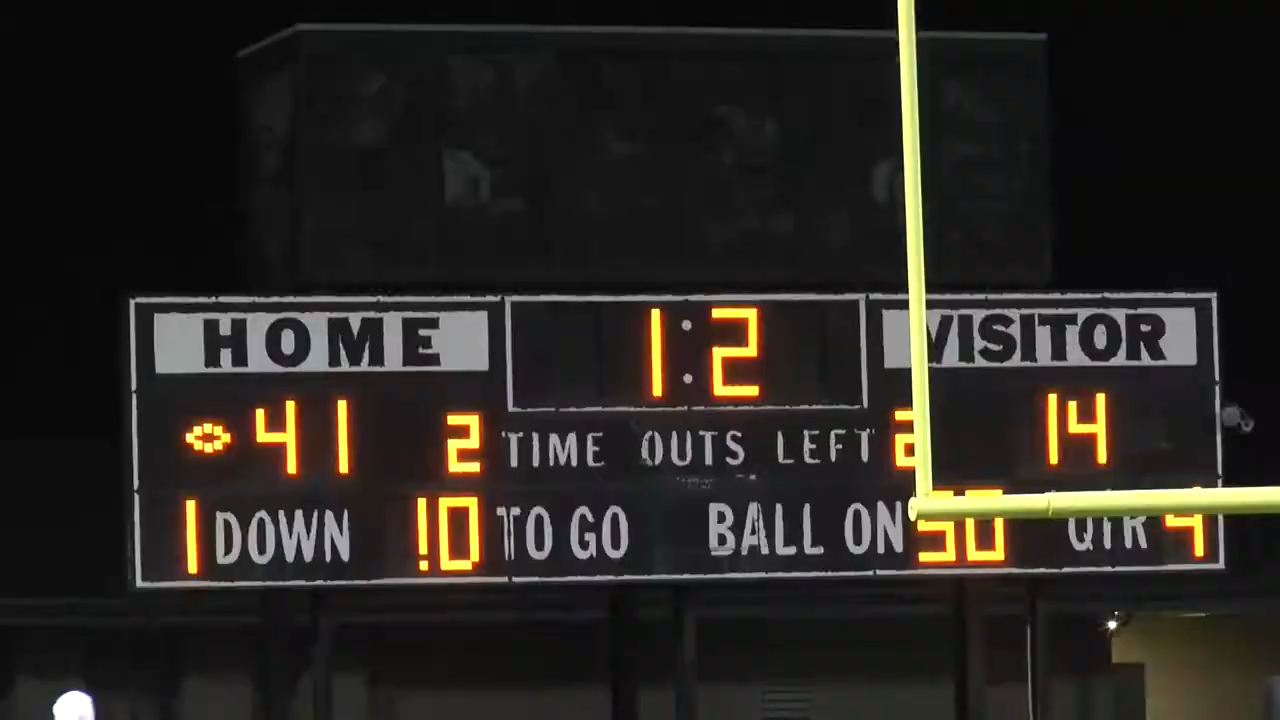 HOME 1:2 VISITOR
41 2 TIME OUTS LEFT 2 14
1 DOWN 10 TO GO BALL ON 50 QTR 4